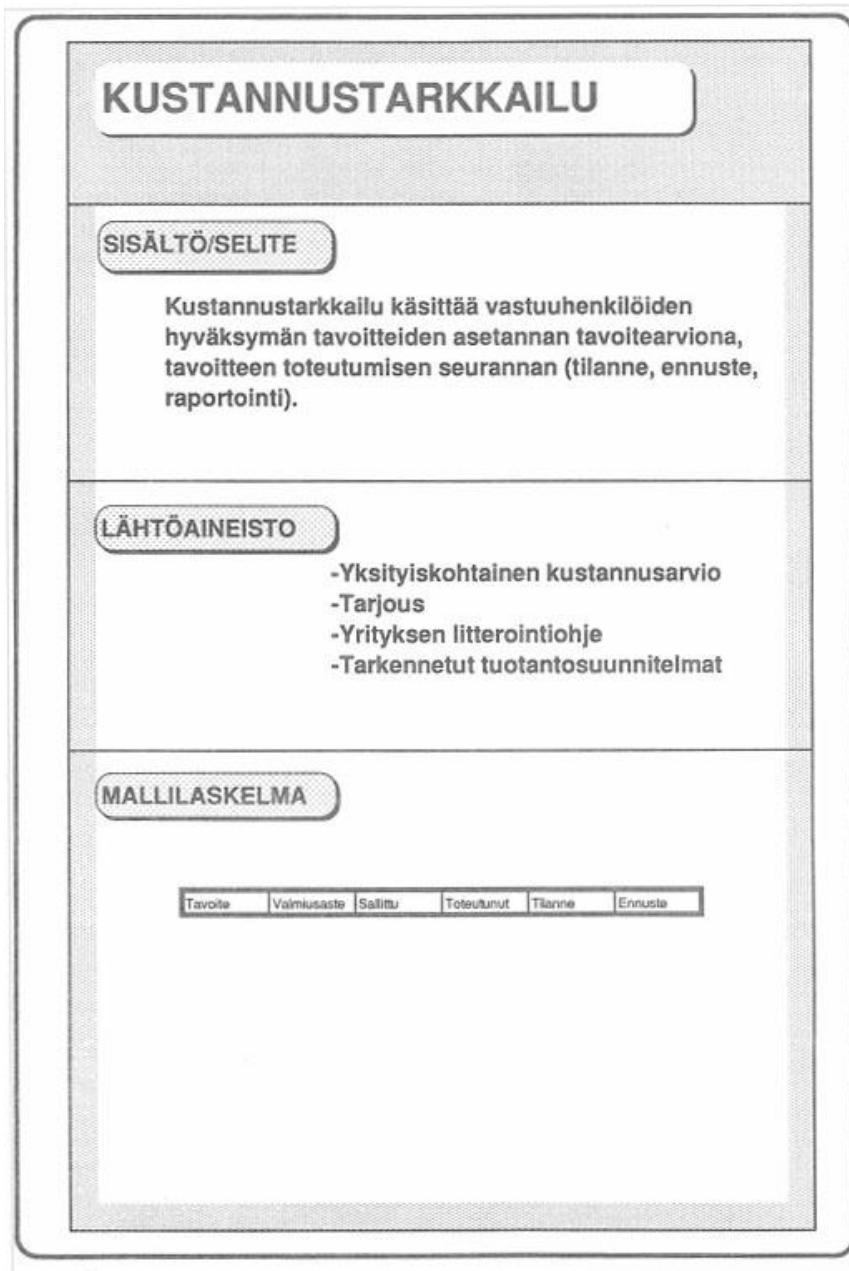 KUSTANNUSTARKKAILU
SISÄLTÖ/SELITE
Kustannustarkkailu käsittää vastuuhenkilöiden
hyväksymän tavoitteiden asetannan tavoitearviona,
tavoitteen toteutumisen seurannan (tilanne, ennuste,
raportointi).
LÄHTÖAINEISTO
-Yksityiskohtainen kustannusarvio
-Tarjous
-Yrityksen litterointiohje
-Tarkennetut tuotantosuunnitelmat
MALLILASKELMA
Tavoite Valmiusaste Sallittu Toteutunut Tilanne Ennuste